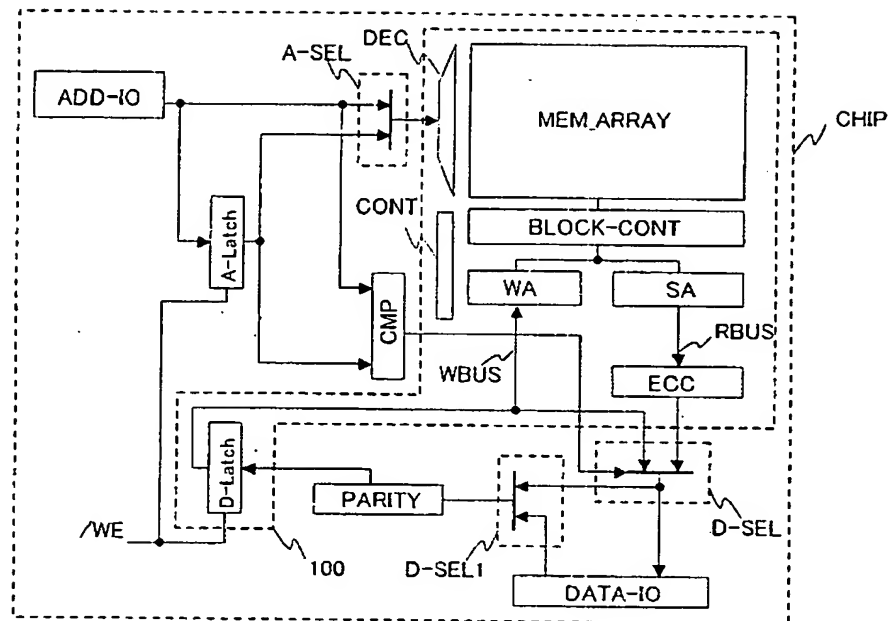 DEC
A-SEL
ADD-IO
MEM_ARRAY
CHIP
CONT
A-Latch
BLOCK-CONT
WA
SA
CMP
RBUS
WBUS
ECC
D-Latch
PARITY
/WE
D-SEL
100
D-SEL1
DATA-IO